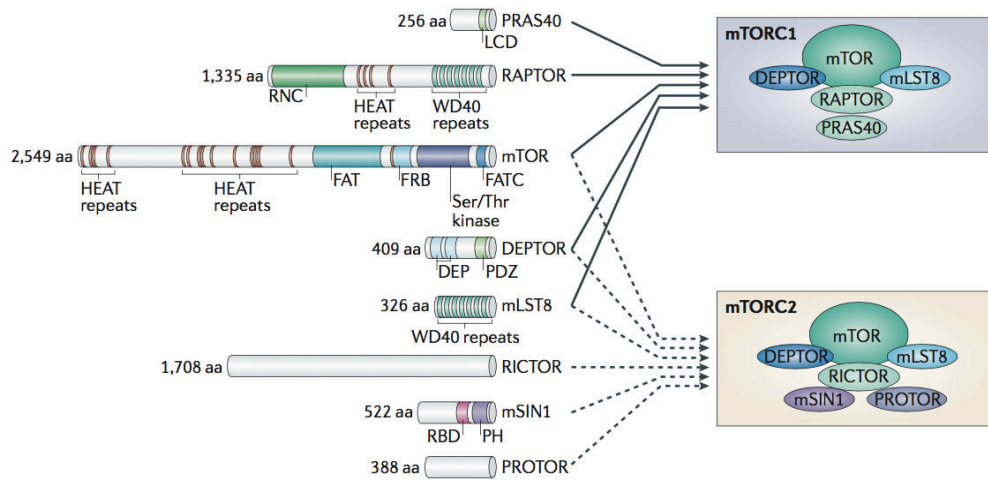 256 aa
PRAS40
LCD
1,335 aa
RAPTOR
RNC
HEAT
repeats
WD40
repeats
2,549 aa
mTOR
HEAT
repeats
HEAT
repeats
FAT
FRB
Ser/Thr
kinase
FATC
409 aa
DEPTOR
DEP
PDZ
326 aa
mLST8
WD40 repeats
1,708 aa
RICTOR
522 aa
mSIN1
RBD
PH
388 aa
PROTOR
mTORC1
mTOR
DEPTOR
mLST8
RAPTOR
PRAS40
mTORC2
mTOR
DEPTOR
mLST8
RICTOR
mSIN1
PROTOR